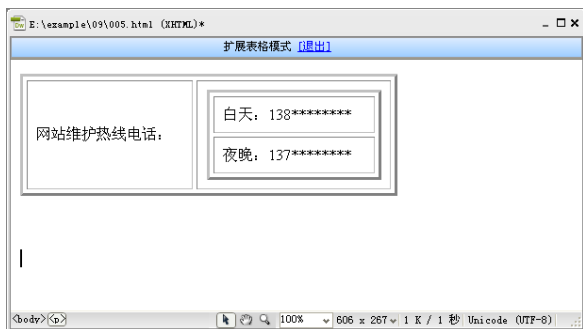 E:\example\09\005.html (XHTML)*
扩展表格模式 [退出]
网站维护热线电话：
白天：138********
夜晚：137********
<body><p>
100% 606 x 267 1 K / 1 秒 Unicode (UTF-8)